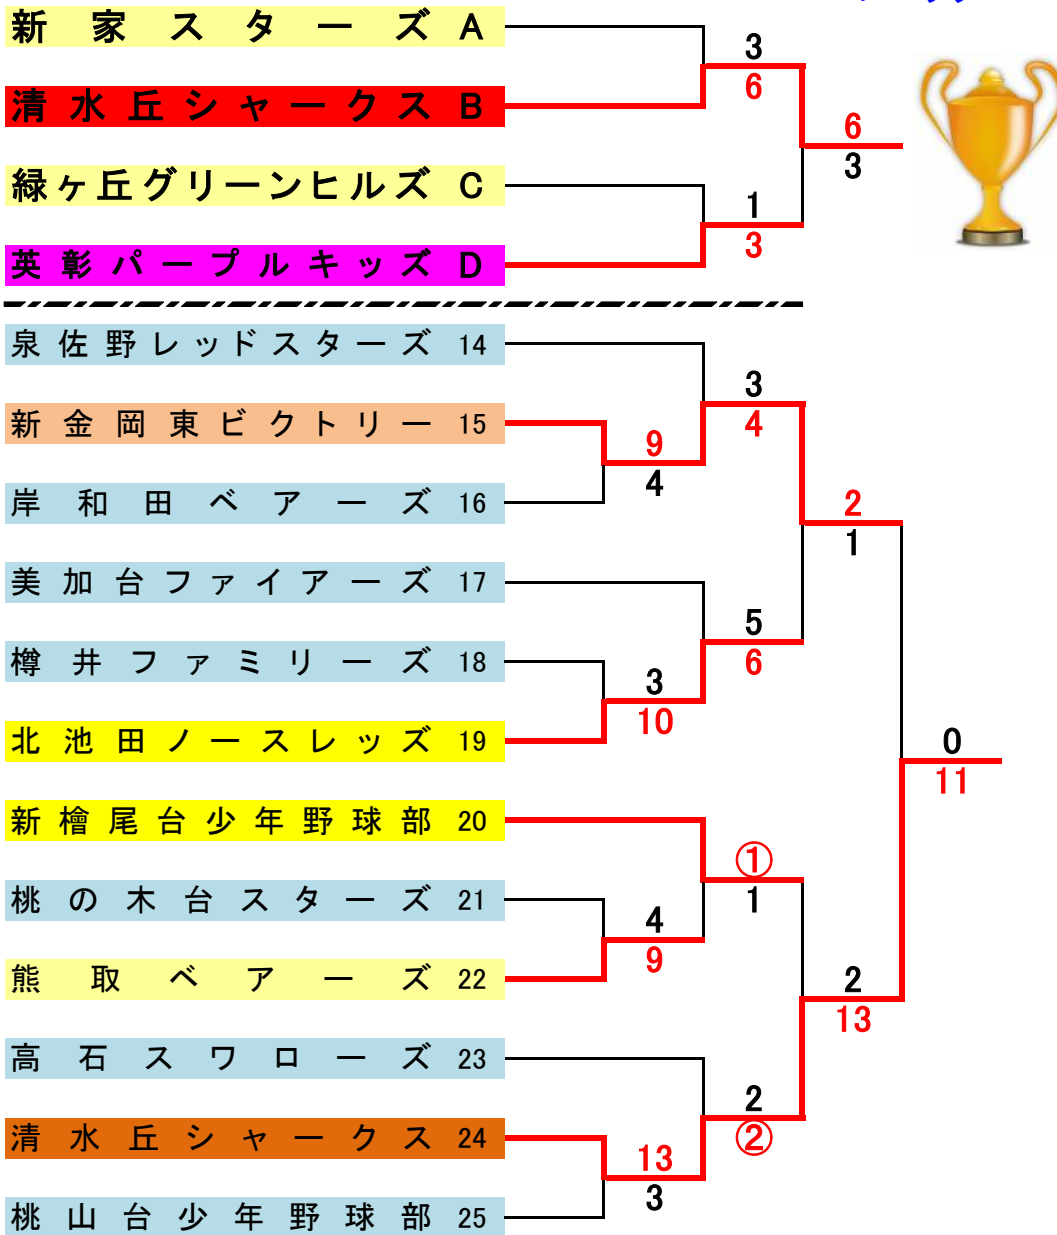 新家スターズ A
3
清水丘シャークス B
6
6
緑ヶ丘グリーンヒルズ C
3
1
英彰パープルキッズ D
3
泉佐野レッドスターズ 14
3
新金岡東ビクトリー 15
4
9
4
岸和田ベアーズ 16
2
1
美加台ファイアーズ 17
5
樽井ファミリーズ 18
6
3
10
北池田ノースレッズ 19
0
11
新檜尾台少年野球部 20
①
桃の木台スターズ 21
1
4
9
熊取ベアーズ 22
2
13
高石スワローズ 23
2
清水丘シャークス 24
②
13
3
桃山台少年野球部 25